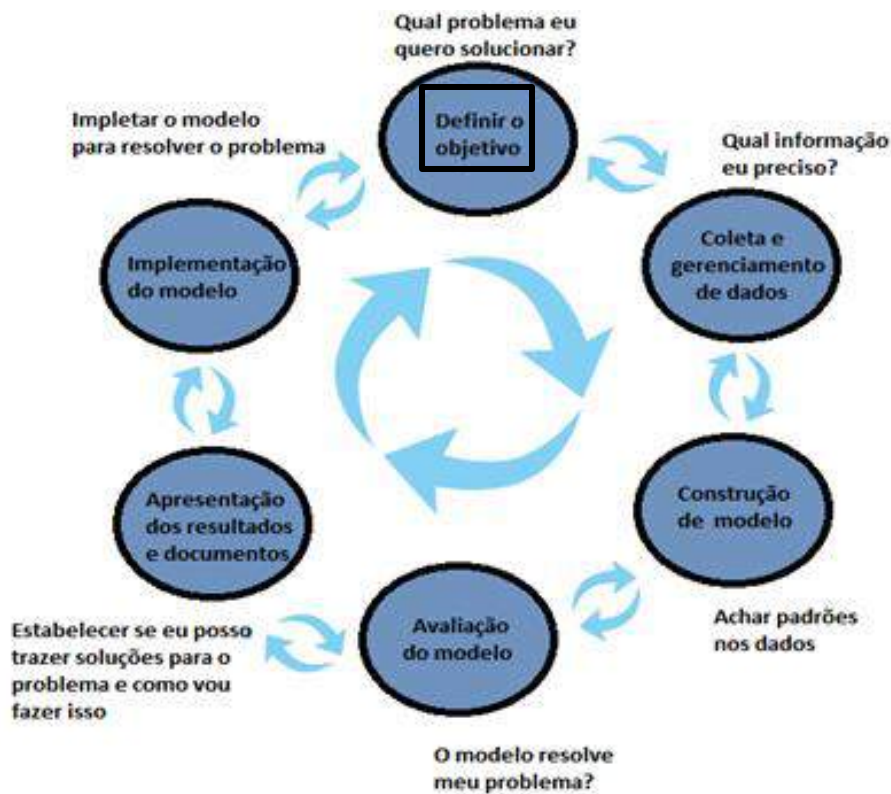 Qual problema eu
quero solucionar?
Definir o
objetivo
Qual informação
eu preciso?
Coleta e
gerenciamento
de dados
Construção
de modelo
Achar padrões
nos dados
Avaliação
do modelo
O modelo resolve
meu problema?
Apresentação
dos resultados
e documentos
Estabelecer se eu posso
trazer soluções para o
problema e como vou
fazer isso
Implementação
do modelo
Impletar o modelo
para resolver o problema